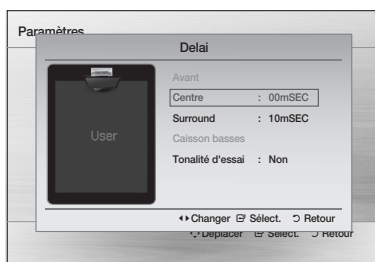 Paramètres
Delai
User
Avant
Centre : 00mSEC
Surround : 10mSEC
Caisson basses
Tonalité d'essai : Non
Changer Sélect. Retour
Déplacer Sélect. Retour